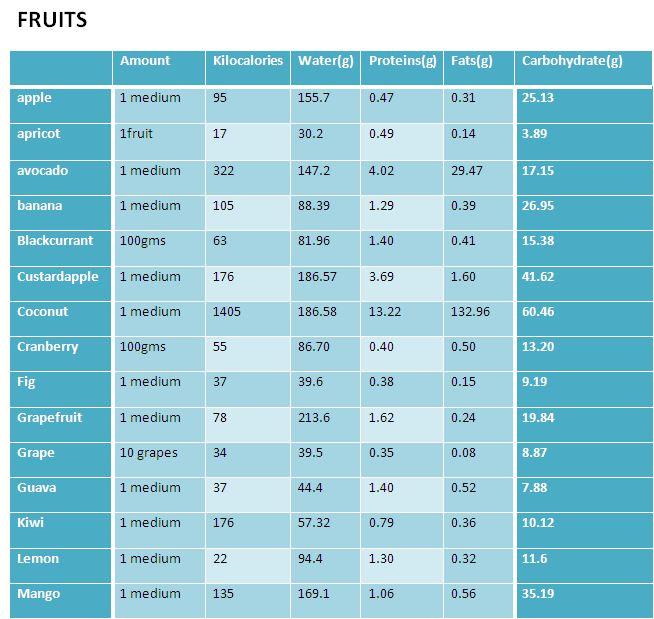 FRUITS
Amount Kilocalories Water(g) Proteins(g) Fats(g) Carbohydrate(g)
apple 1 medium 95 155.7 0.47 0.31 25.13
apricot 1fruit 17 30.2 0.49 0.14 3.89
avocado 1 medium 322 147.2 4.02 29.47 17.15
banana 1 medium 105 88.39 1.29 0.39 26.95
Blackcurrant 100gms 63 81.96 1.40 0.41 15.38
Custardapple 1 medium 176 186.57 3.69 1.60 41.62
Coconut 1 medium 1405 186.58 13.22 132.96 60.46
Cranberry 100gms 55 86.70 0.40 0.50 13.20
Fig 1 medium 37 39.6 0.38 0.15 9.19
Grapefruit 1 medium 78 213.6 1.62 0.24 19.84
Grape 10 grapes 34 39.5 0.35 0.08 8.87
Guava 1 medium 37 44.4 1.40 0.52 7.88
Kiwi 1 medium 176 57.32 0.79 0.36 10.12
Lemon 1 medium 22 94.4 1.30 0.32 11.6
Mango 1 medium 135 169.1 1.06 0.56 35.19